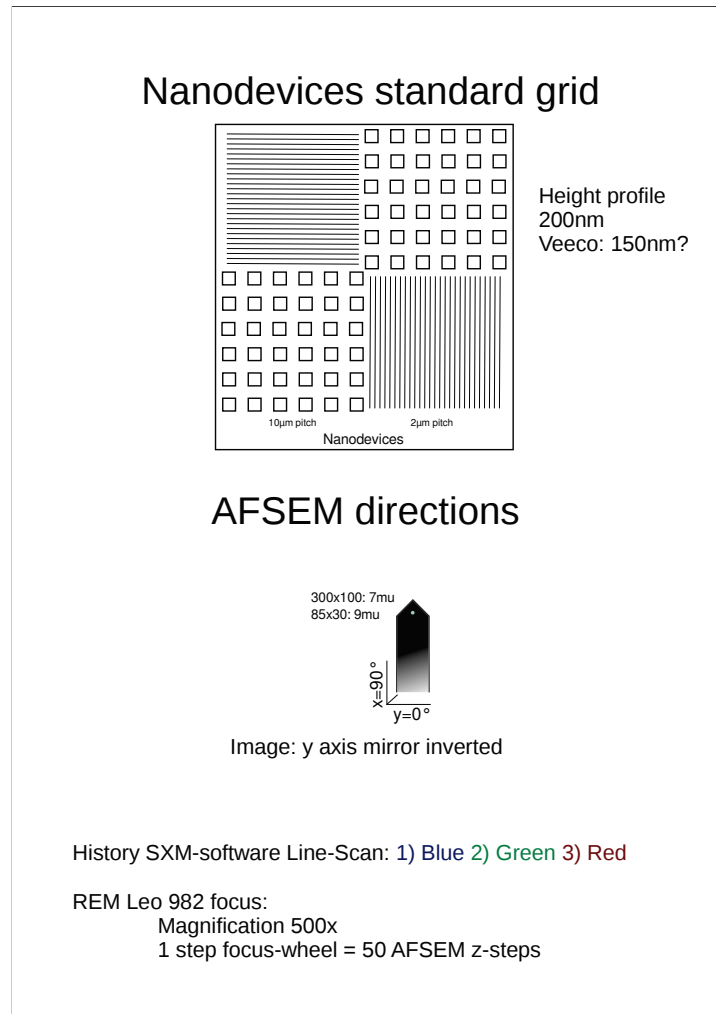 Nanodevices standard grid
Height profile
200nm
Veeco: 150nm?
10µm pitch
2µm pitch
Nanodevices
AFSEM directions
300x100: 7mu
85x30: 9mu
x=90°
y=0°
Image: y axis mirror inverted
History SXM-software Line-Scan: 1) Blue 2) Green 3) Red
REM Leo 982 focus:
Magnification 500x
1 step focus-wheel = 50 AFSEM z-steps